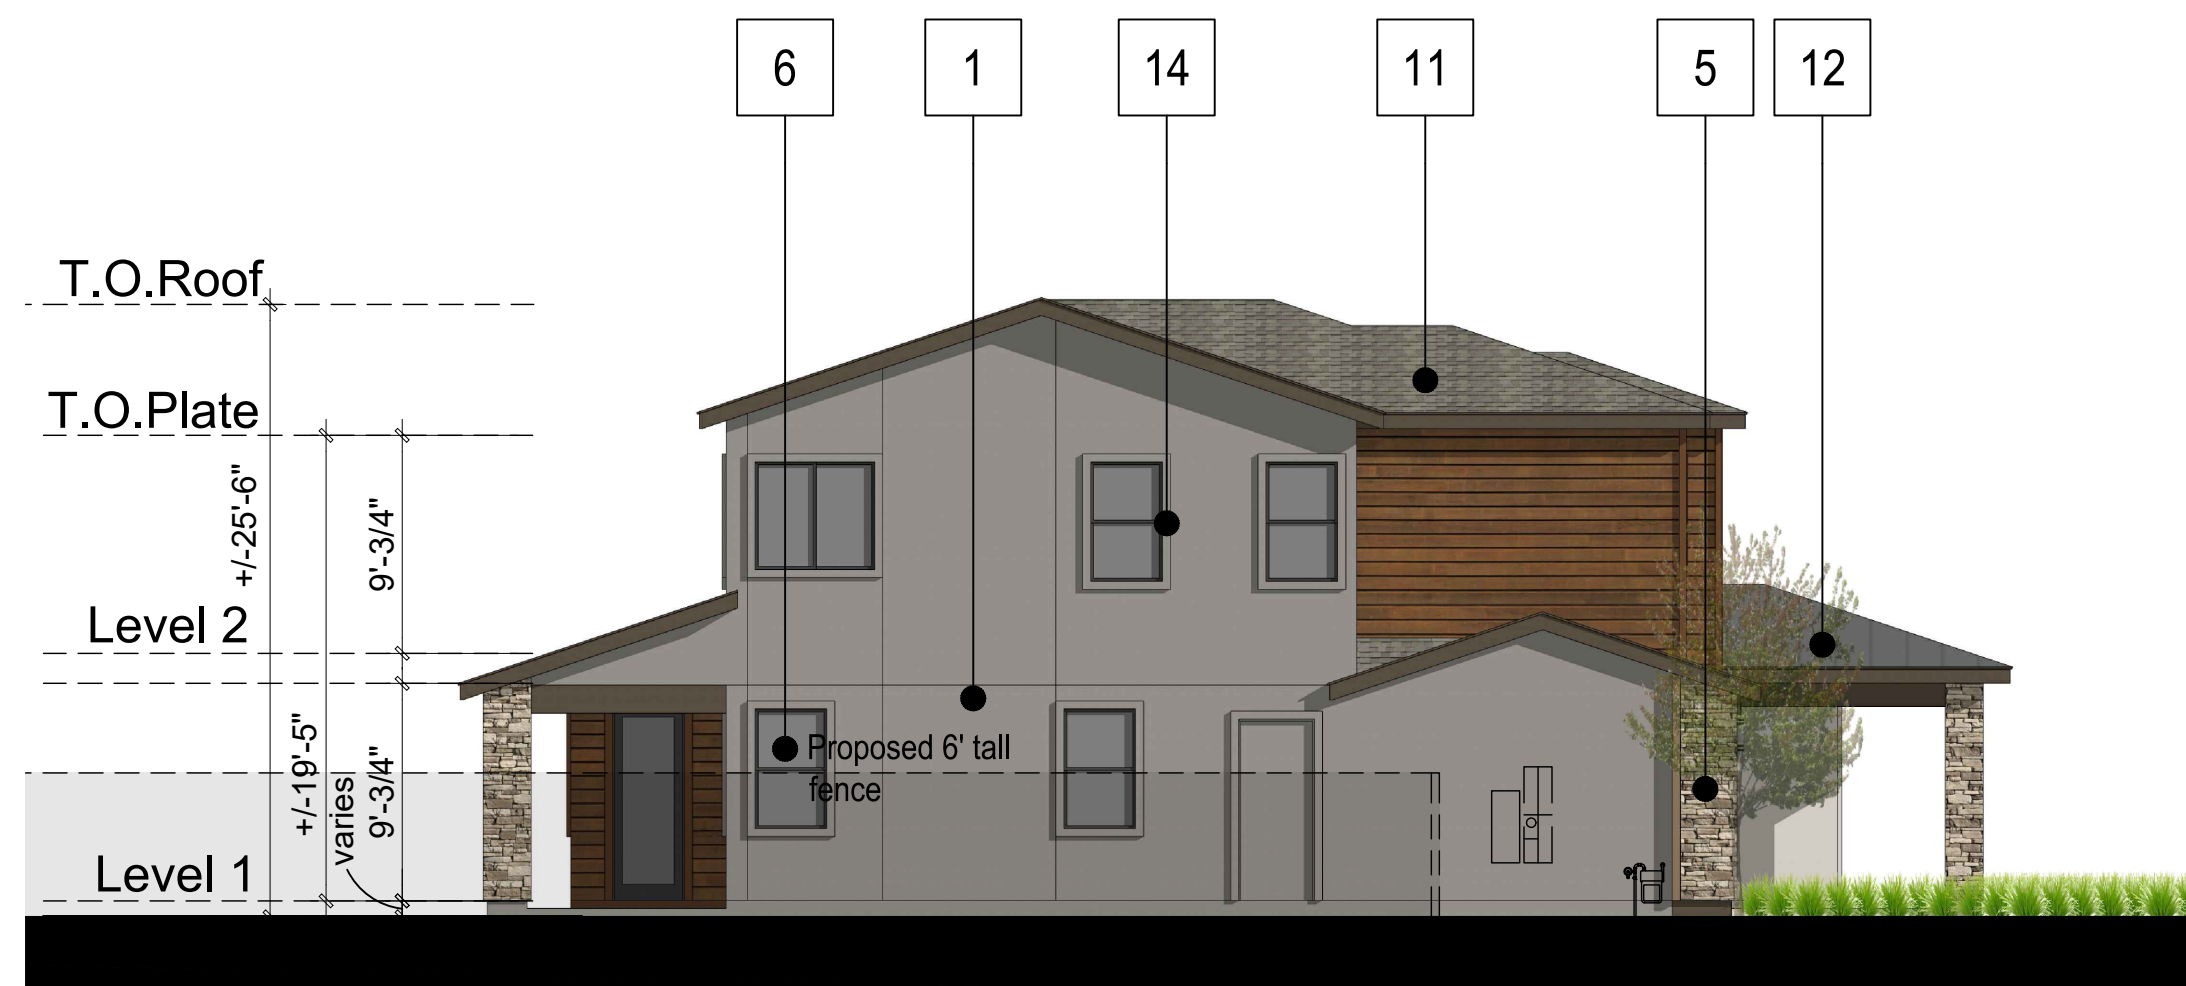 6 1 14 11 5 12
T.O.Roof
T.O.Plate
+/-25'-6"
9'-3/4"
Level 2
+/-19'-5"
varies
9'-3/4"
Proposed 6' tall
fence
Level 1